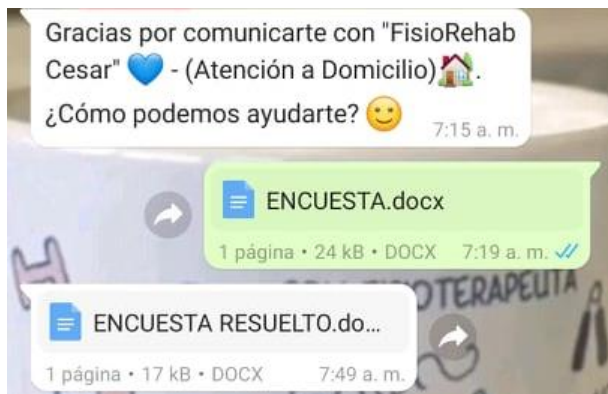 Gracias por comunicarte con "FisioRehab
Cesar" 💙 - (Atención a Domicilio)🏠.
¿Cómo podemos ayudarte? 🙂
7:15 a. m.
ENCUESTA.docx
1 página • 24 kB • DOCX 7:19 a. m.
FISIOTERAPEUTA
ENCUESTA RESUELTO.do...
1 página • 17 kB • DOCX 7:49 a. m.